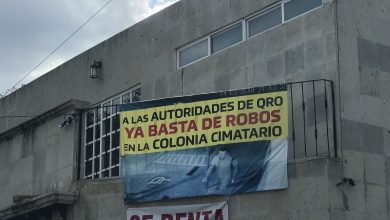 A LAS AUTORIDADES DE QRO
YA BASTA DE ROBOS
EN LA COLONIA CIMATARIO
SE RENTA